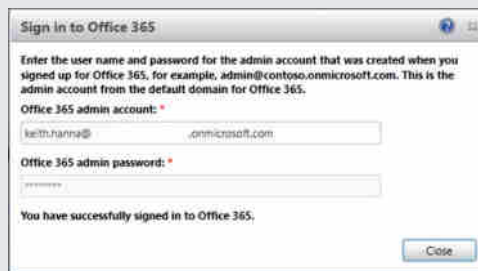 Sign in to Office 365
Enter the user name and password for the admin account that was created when you
signed up for Office 365, for example, admin@contoso.onmicrosoft.com. This is the
admin account from the default domain for Office 365.
Office 365 admin account: *
keith.hanna@ .onmicrosoft.com
Office 365 admin password: *
********
You have successfully signed in to Office 365.
Close